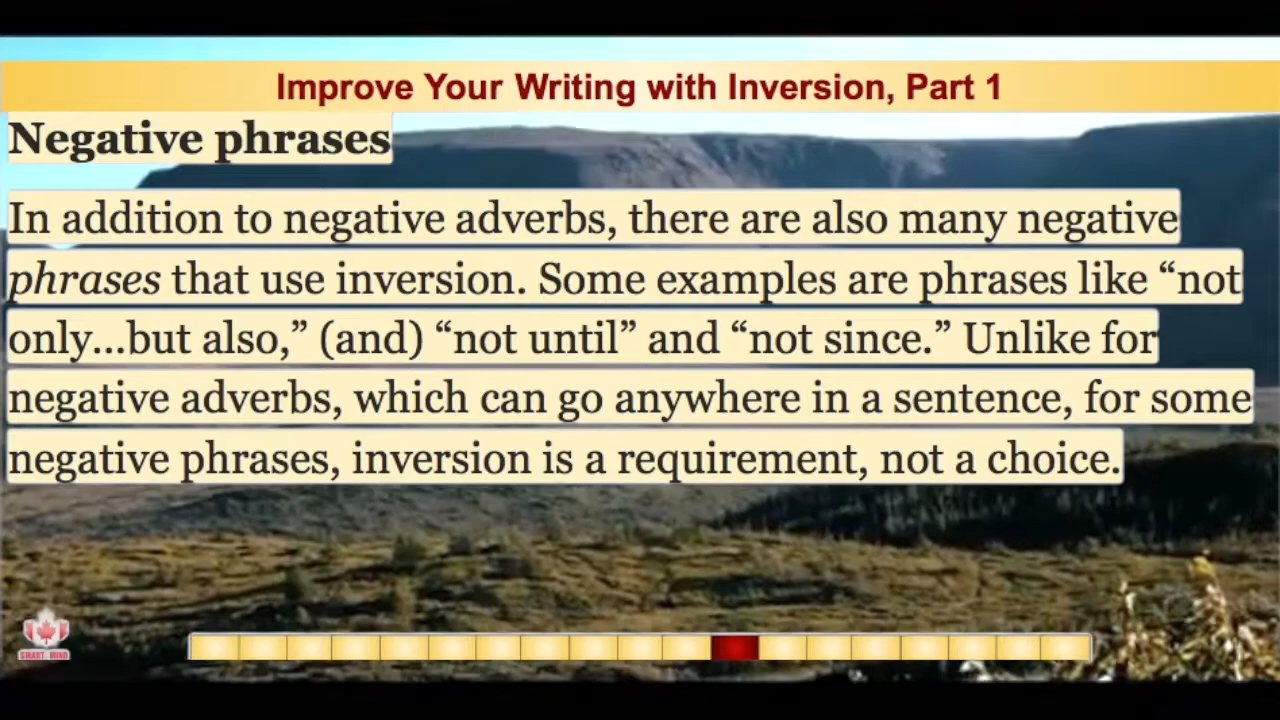 Improve Your Writing with Inversion, Part 1
Negative phrases
In addition to negative adverbs, there are also many negative
phrases that use inversion. Some examples are phrases like “not
only...but also,” (and) “not until” and “not since.” Unlike for
negative adverbs, which can go anywhere in a sentence, for some
negative phrases, inversion is a requirement, not a choice.
SMART MIND